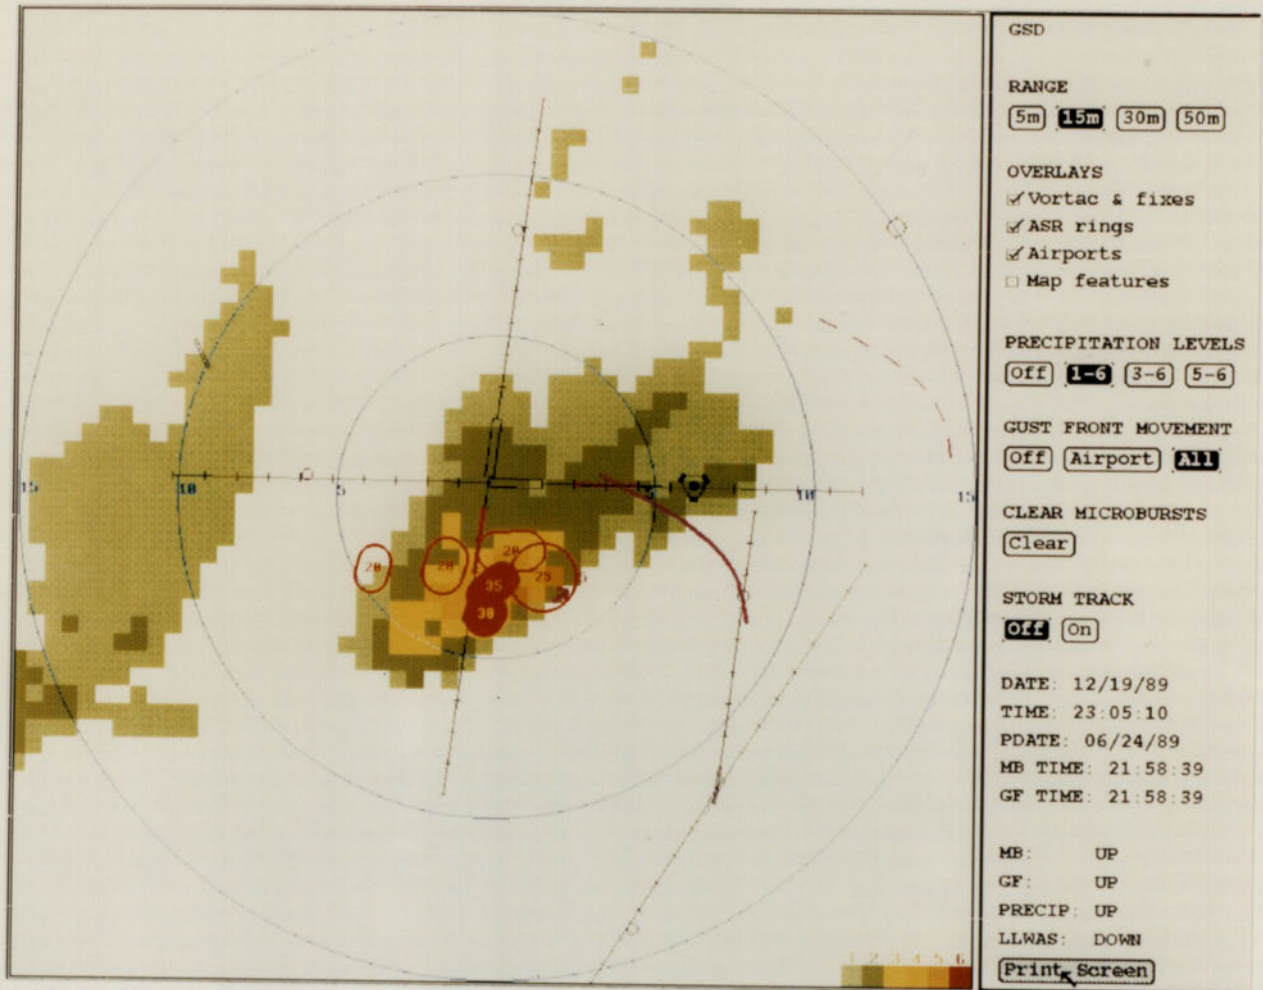 GSD
RANGE
5m 15m 30m 50m
OVERLAYS
Vortac & fixes
ASR rings
Airports
Map features
PRECIPITATION LEVELS
Off 1-6 3-6 5-6
GUST FRONT MOVEMENT
Off Airport All
CLEAR MICROBURSTS
Clear
STORM TRACK
Off On
DATE: 12/19/89
TIME: 23:05:10
PDATE: 06/24/89
MB TIME: 21:58:39
GF TIME: 21:58:39
MB: UP
GF: UP
PRECIP: UP
LLWAS: DOWN
Print Screen
15 10 5 5 10 15
20 20 20 25
35
30
1 2 3 4 5 6